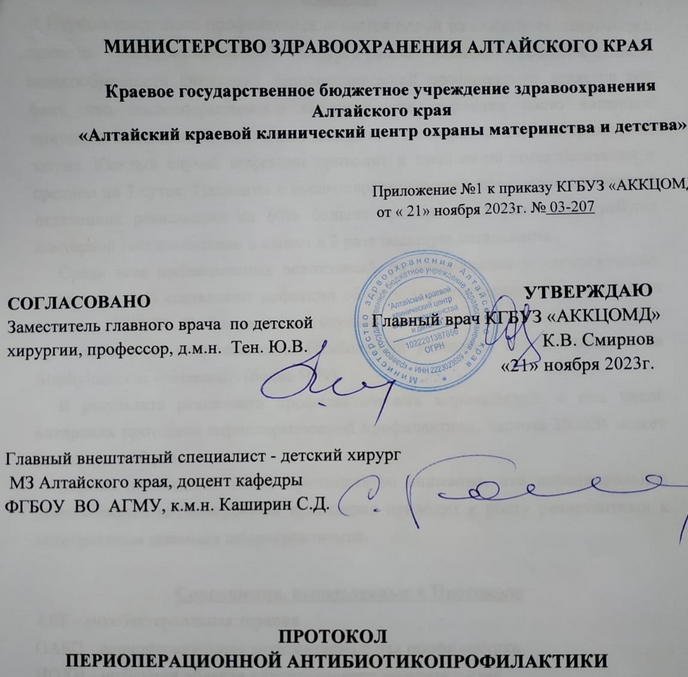 МИНИСТЕРСТВО ЗДРАВООХРАНЕНИЯ АЛТАЙСКОГО КРАЯ
Краевое государственное бюджетное учреждение здравоохранения
Алтайского края
«Алтайский краевой клинический центр охраны материнства и детства»
Приложение №1 к приказу КГБУЗ «АККЦОМД
от « 21» ноября 2023г. № 03-207
СОГЛАСОВАНО
Заместитель главного врача по детской
хирургии, профессор, д.м.н. Тен. Ю.В.
УТВЕРЖДАЮ
Главный врач КГБУЗ «АККЦОМД»
К.В. Смирнов
«21» ноября 2023г.
Главный внештатный специалист - детский хирург
МЗ Алтайского края, доцент кафедры
ФГБОУ ВО АГМУ, к.м.н. Каширин С.Д.
ПРОТОКОЛ
ПЕРИОПЕРАЦИОННОЙ АНТИБИОТИКОПРОФИЛАКТИКИ